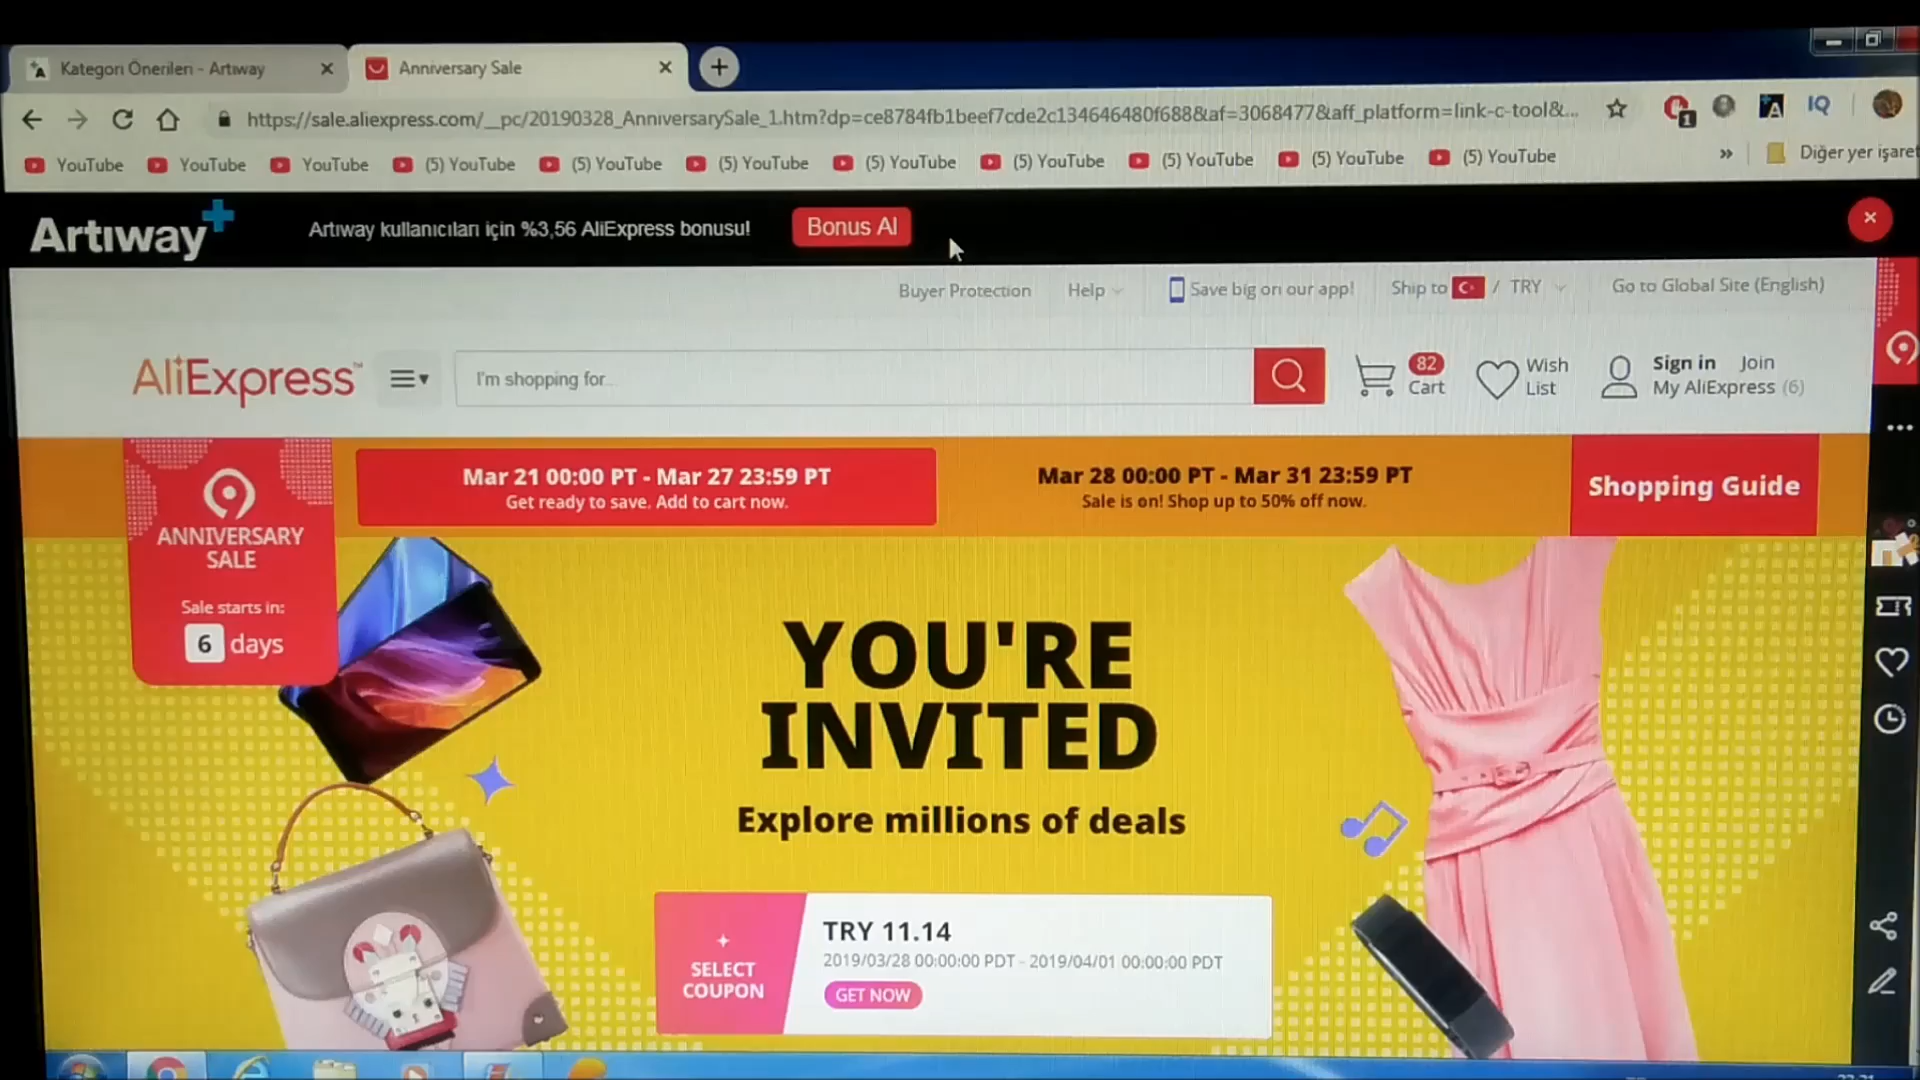 Kategori Önerileri - Artıway
Anniversary Sale
https://sale.aliexpress.com/__pc/20190328_AnniversarySale_1.htm?dp=ce8784fb1beef7cde2c134646480f688&af=3068477&aff_platform=link-c-tool&...
1
IQ
YouTube YouTube YouTube (5) YouTube (5) YouTube (5) YouTube (5) YouTube (5) YouTube (5) YouTube (5) YouTube (5) YouTube » Diğer yer işaret
Artıway+
Artıway kullanıcıları için %3,56 AliExpress bonusu!
Bonus Al
Buyer Protection Help Save big on our app! Ship to / TRY Go to Global Site (English)
AliExpress™
I'm shopping for...
82
Cart
Wish
List
Sign in Join
My AliExpress (6)
ANNIVERSARY
SALE
Sale starts in:
6 days
Mar 21 00:00 PT - Mar 27 23:59 PT
Get ready to save. Add to cart now.
Mar 28 00:00 PT - Mar 31 23:59 PT
Sale is on! Shop up to 50% off now.
Shopping Guide
YOU'RE
INVITED
Explore millions of deals
SELECT
COUPON
TRY 11.14
2019/03/28 00:00:00 PDT - 2019/04/01 00:00:00 PDT
GET NOW